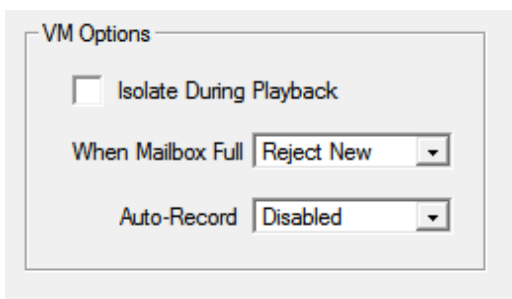 VM Options
Isolate During Playback
When Mailbox Full Reject New
Auto-Record Disabled